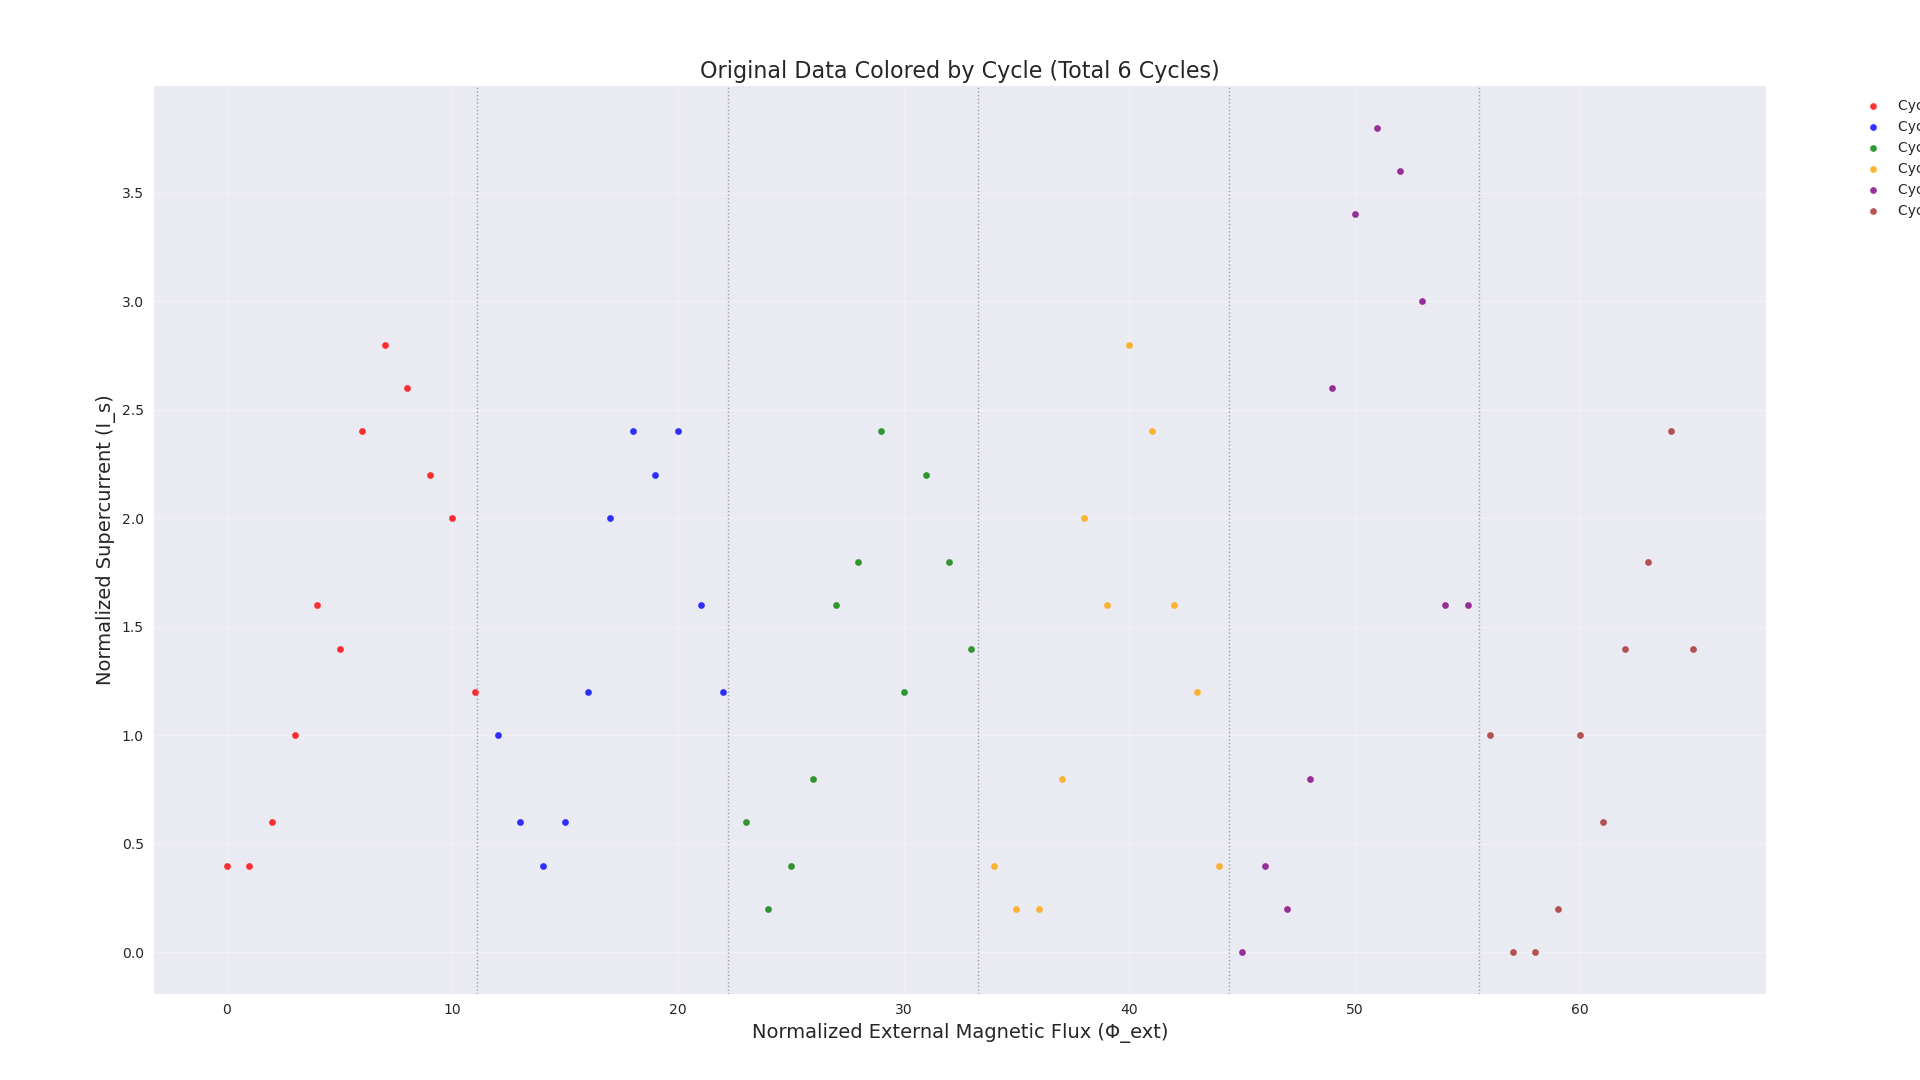 Original Data Colored by Cycle (Total 6 Cycles)
Normalized Supercurrent (I_s)
3.5
3.0
2.5
2.0
1.5
1.0
0.5
0.0
0 10 20 30 40 50 60
Normalized External Magnetic Flux (Φ_ext)
Cyc
Cyc
Cyc
Cyc
Cyc
Cyc